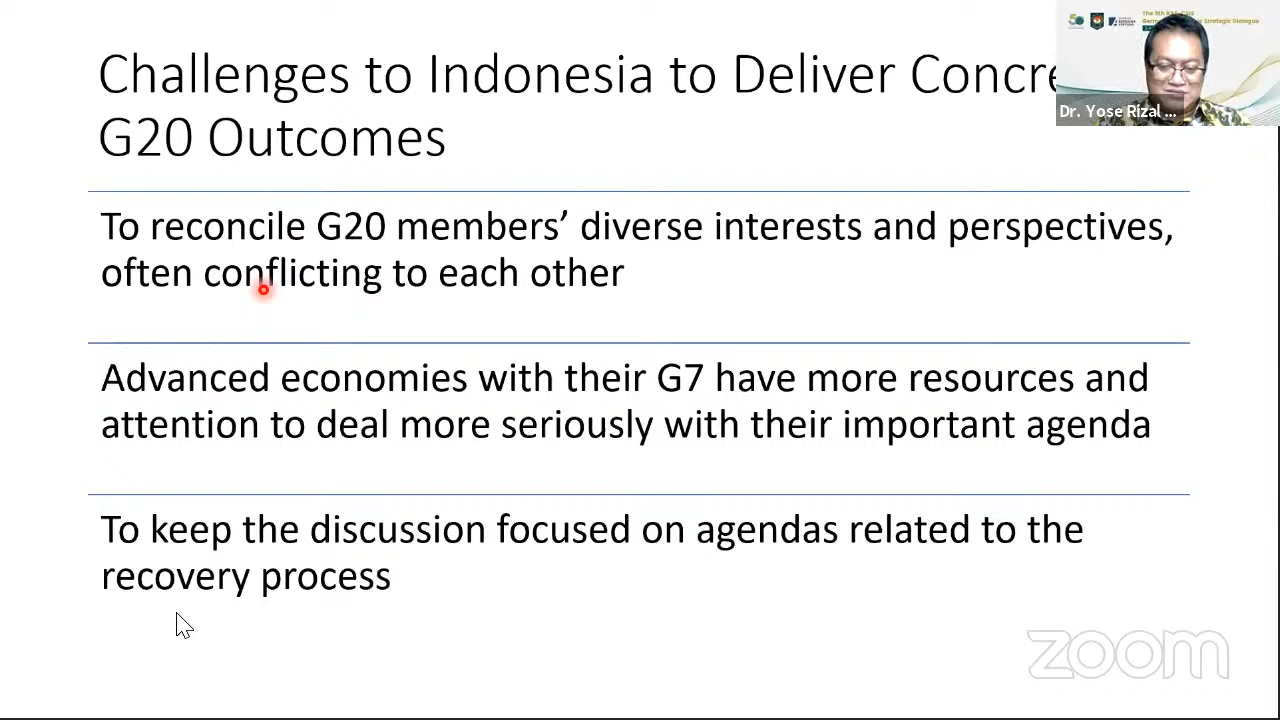 Challenges to Indonesia to Deliver Concre
G20 Outcomes
Dr. Yose Rizal ...
To reconcile G20 members’ diverse interests and perspectives,
often conflicting to each other
Advanced economies with their G7 have more resources and
attention to deal more seriously with their important agenda
To keep the discussion focused on agendas related to the
recovery process
zoom